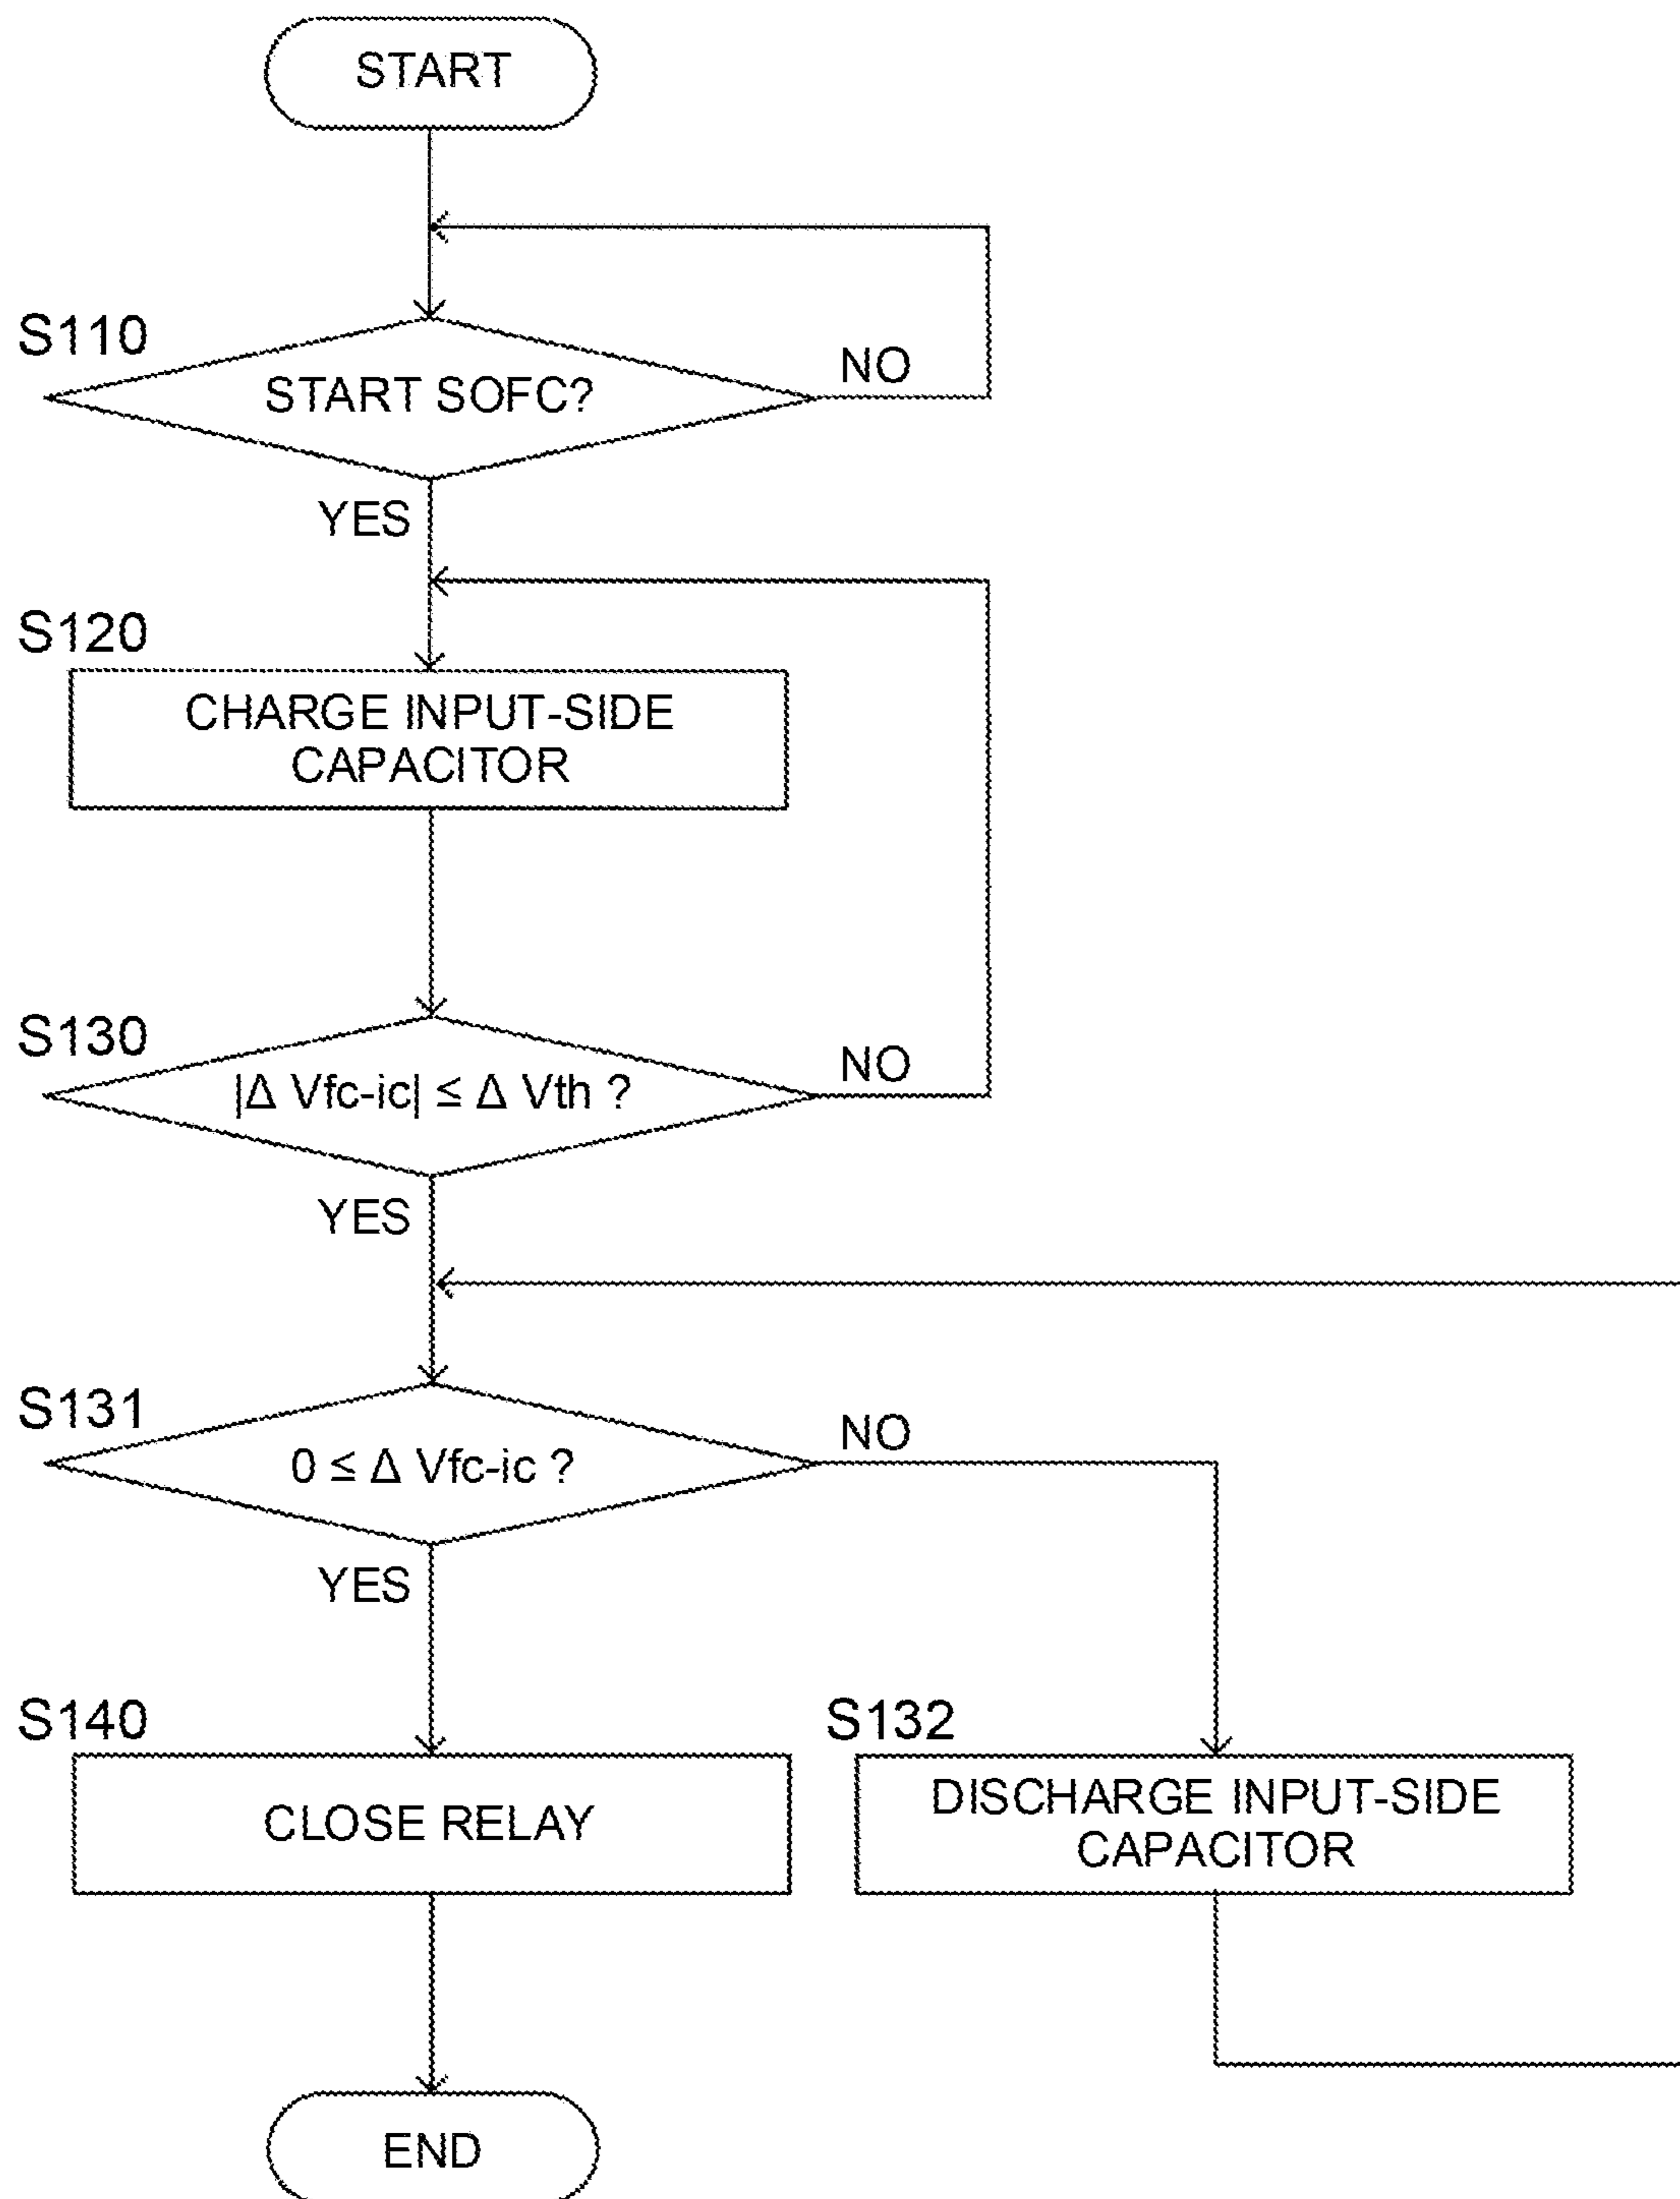 START
S110
START SOFC?
NO
YES
S120
CHARGE INPUT-SIDE
CAPACITOR
S130
|Δ Vfc-ic| ≤ Δ Vth ?
NO
YES
S131
0 ≤ Δ Vfc-ic ?
NO
YES
S140
CLOSE RELAY
S132
DISCHARGE INPUT-SIDE
CAPACITOR
END